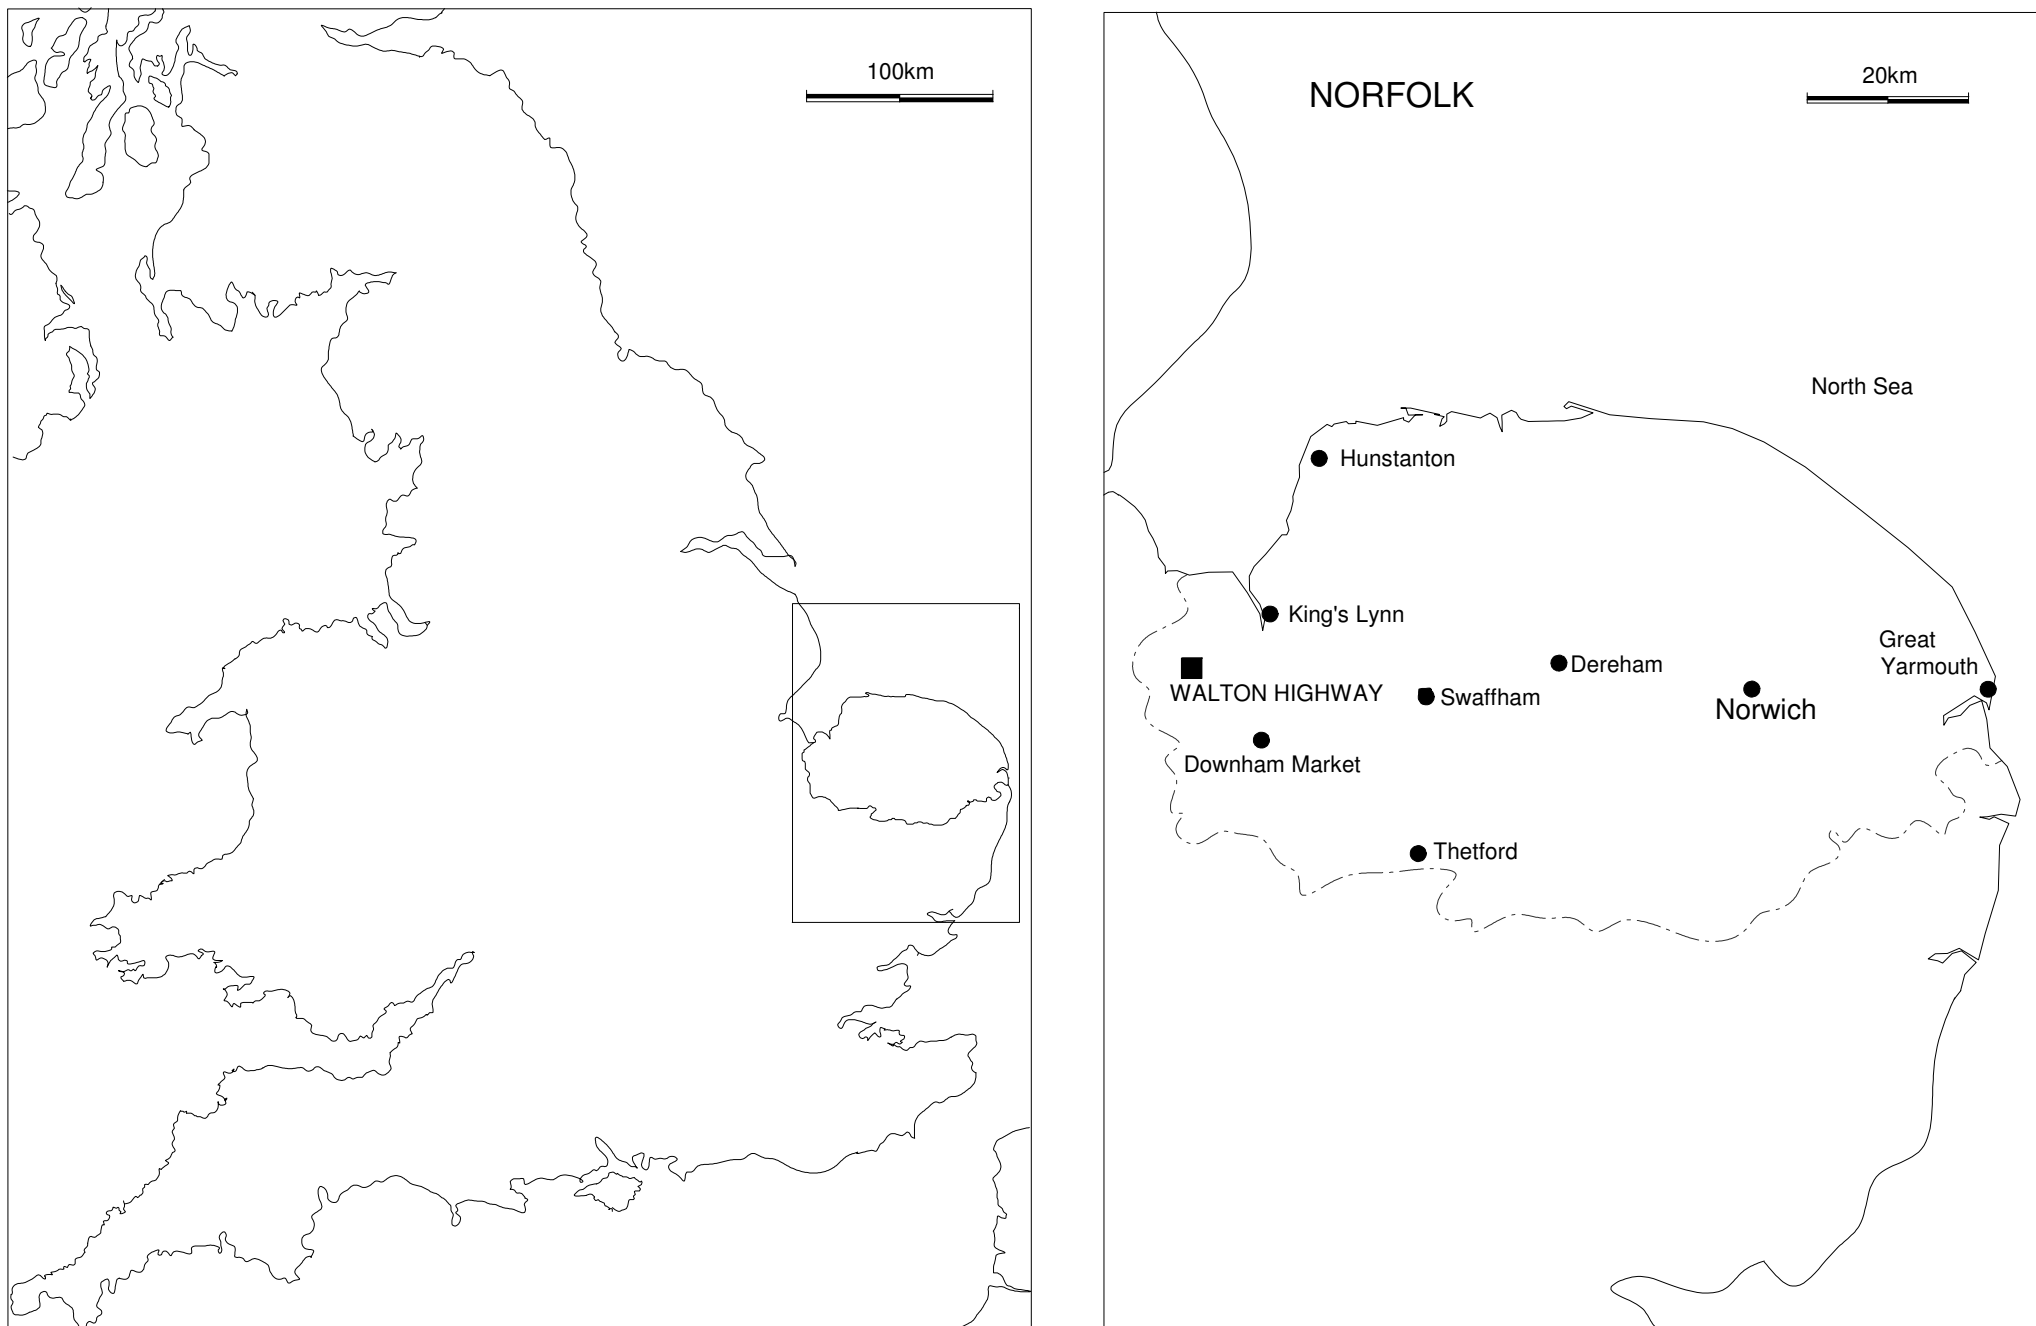 100km
NORFOLK
20km
North Sea
Hunstanton
King's Lynn
Great
Yarmouth
Dereham
WALTON HIGHWAY
Swaffham
Norwich
Downham Market
Thetford